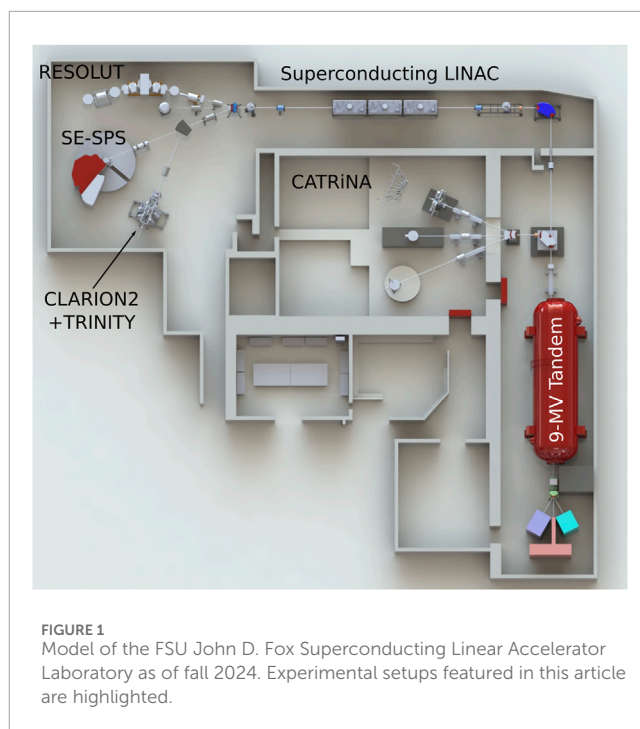 RESOLUT
Superconducting LINAC
SE-SPS
CATRiNA
CLARION2
+TRINITY
9-MV Tandem
FIGURE 1
Model of the FSU John D. Fox Superconducting Linear Accelerator
Laboratory as of fall 2024. Experimental setups featured in this article
are highlighted.